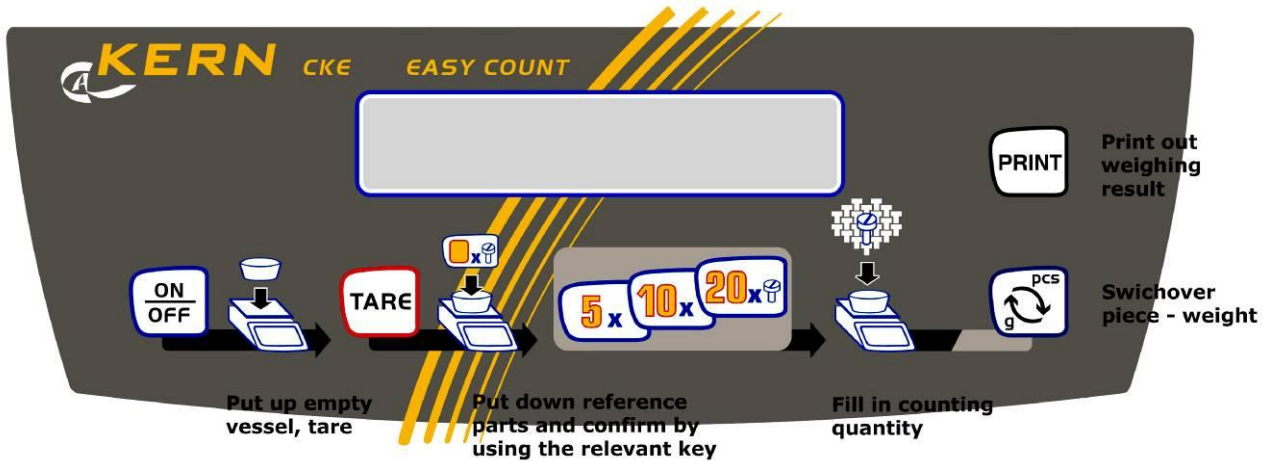 KERN CKE EASY COUNT
PRINT
Print out
weighing
result
x
ON
OFF
TARE
5 x
10x
20x
pcs
g
Swichover
piece - weight
Put up empty
vessel, tare
Put down reference
parts and confirm by
using the relevant key
Fill in counting
quantity